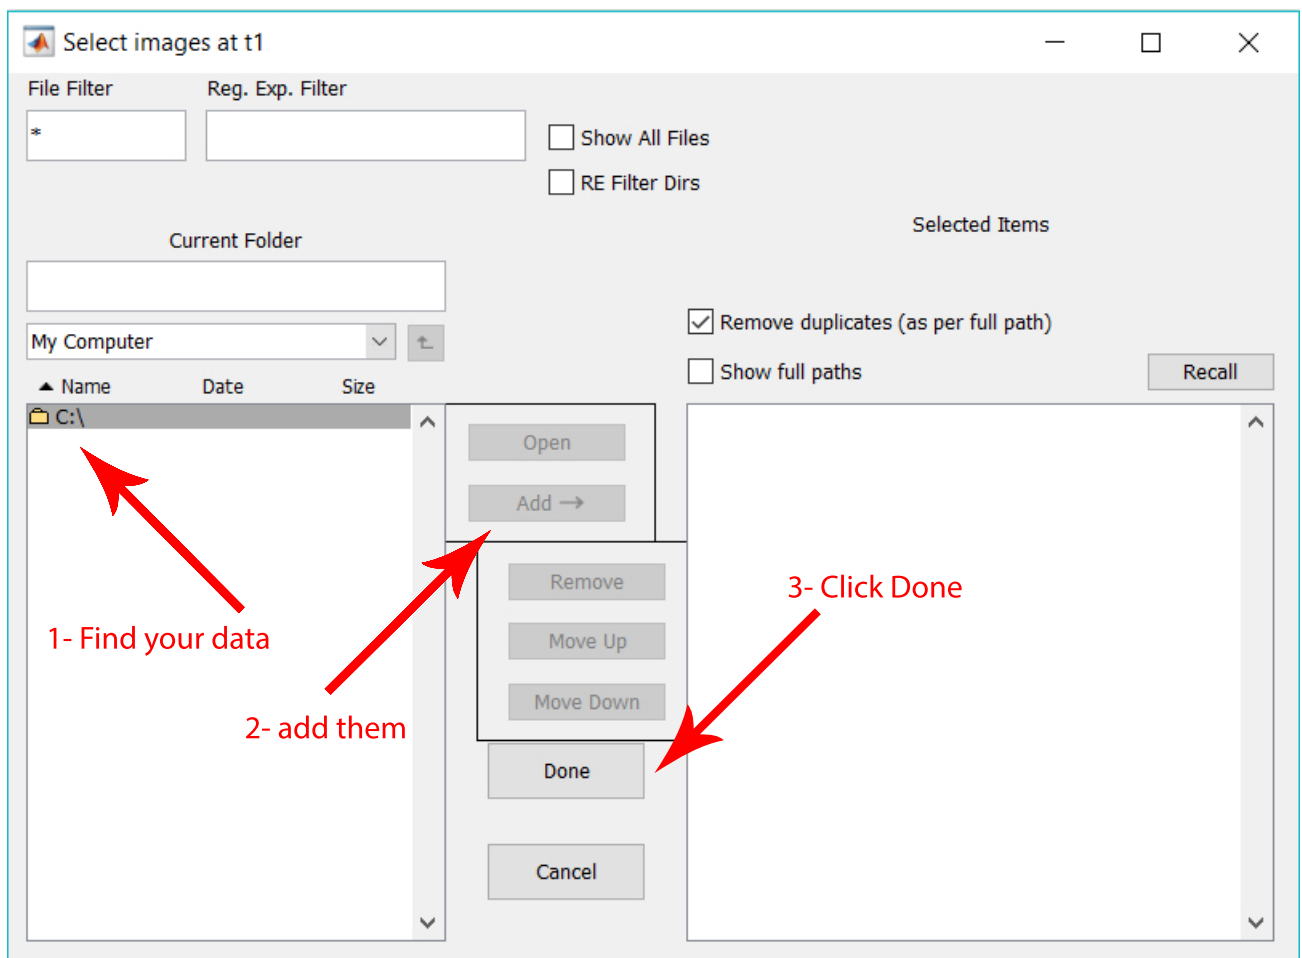 Select images at t1
File Filter
Reg. Exp. Filter
*
Show All Files
RE Filter Dirs
Selected Items
Current Folder
Remove duplicates (as per full path)
My Computer
Show full paths
Recall
Name Date Size
C:\
Open
Add →
Remove
3- Click Done
1- Find your data
Move Up
Move Down
2- add them
Done
Cancel